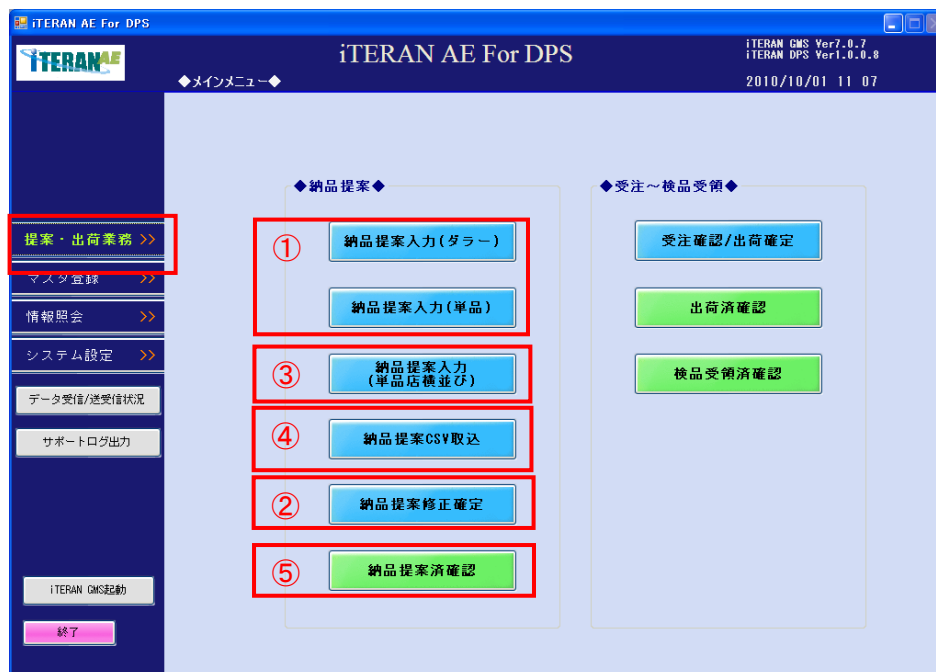 iTERAN AE For DPS
iTERAN AE
iTERAN AE For DPS
iTERAN GMS Ver7.0.7
iTERAN DPS Ver1.0.0.8
◆メインメニュー◆
2010/10/01 11 07
◆納品提案◆
◆受注～検品受領◆
提案・出荷業務 >>
マスタ登録 >>
情報照会 >>
システム設定 >>
データ受信/送受信状況
サポートログ出力
iTERAN GMS起動
終了
①
納品提案入力(ダラー)
納品提案入力(単品)
③
納品提案入力
(単品店横並び)
④
納品提案CSV取込
②
納品提案修正確定
⑤
納品提案済確認
受注確認/出荷確定
出荷済確認
検品受領済確認